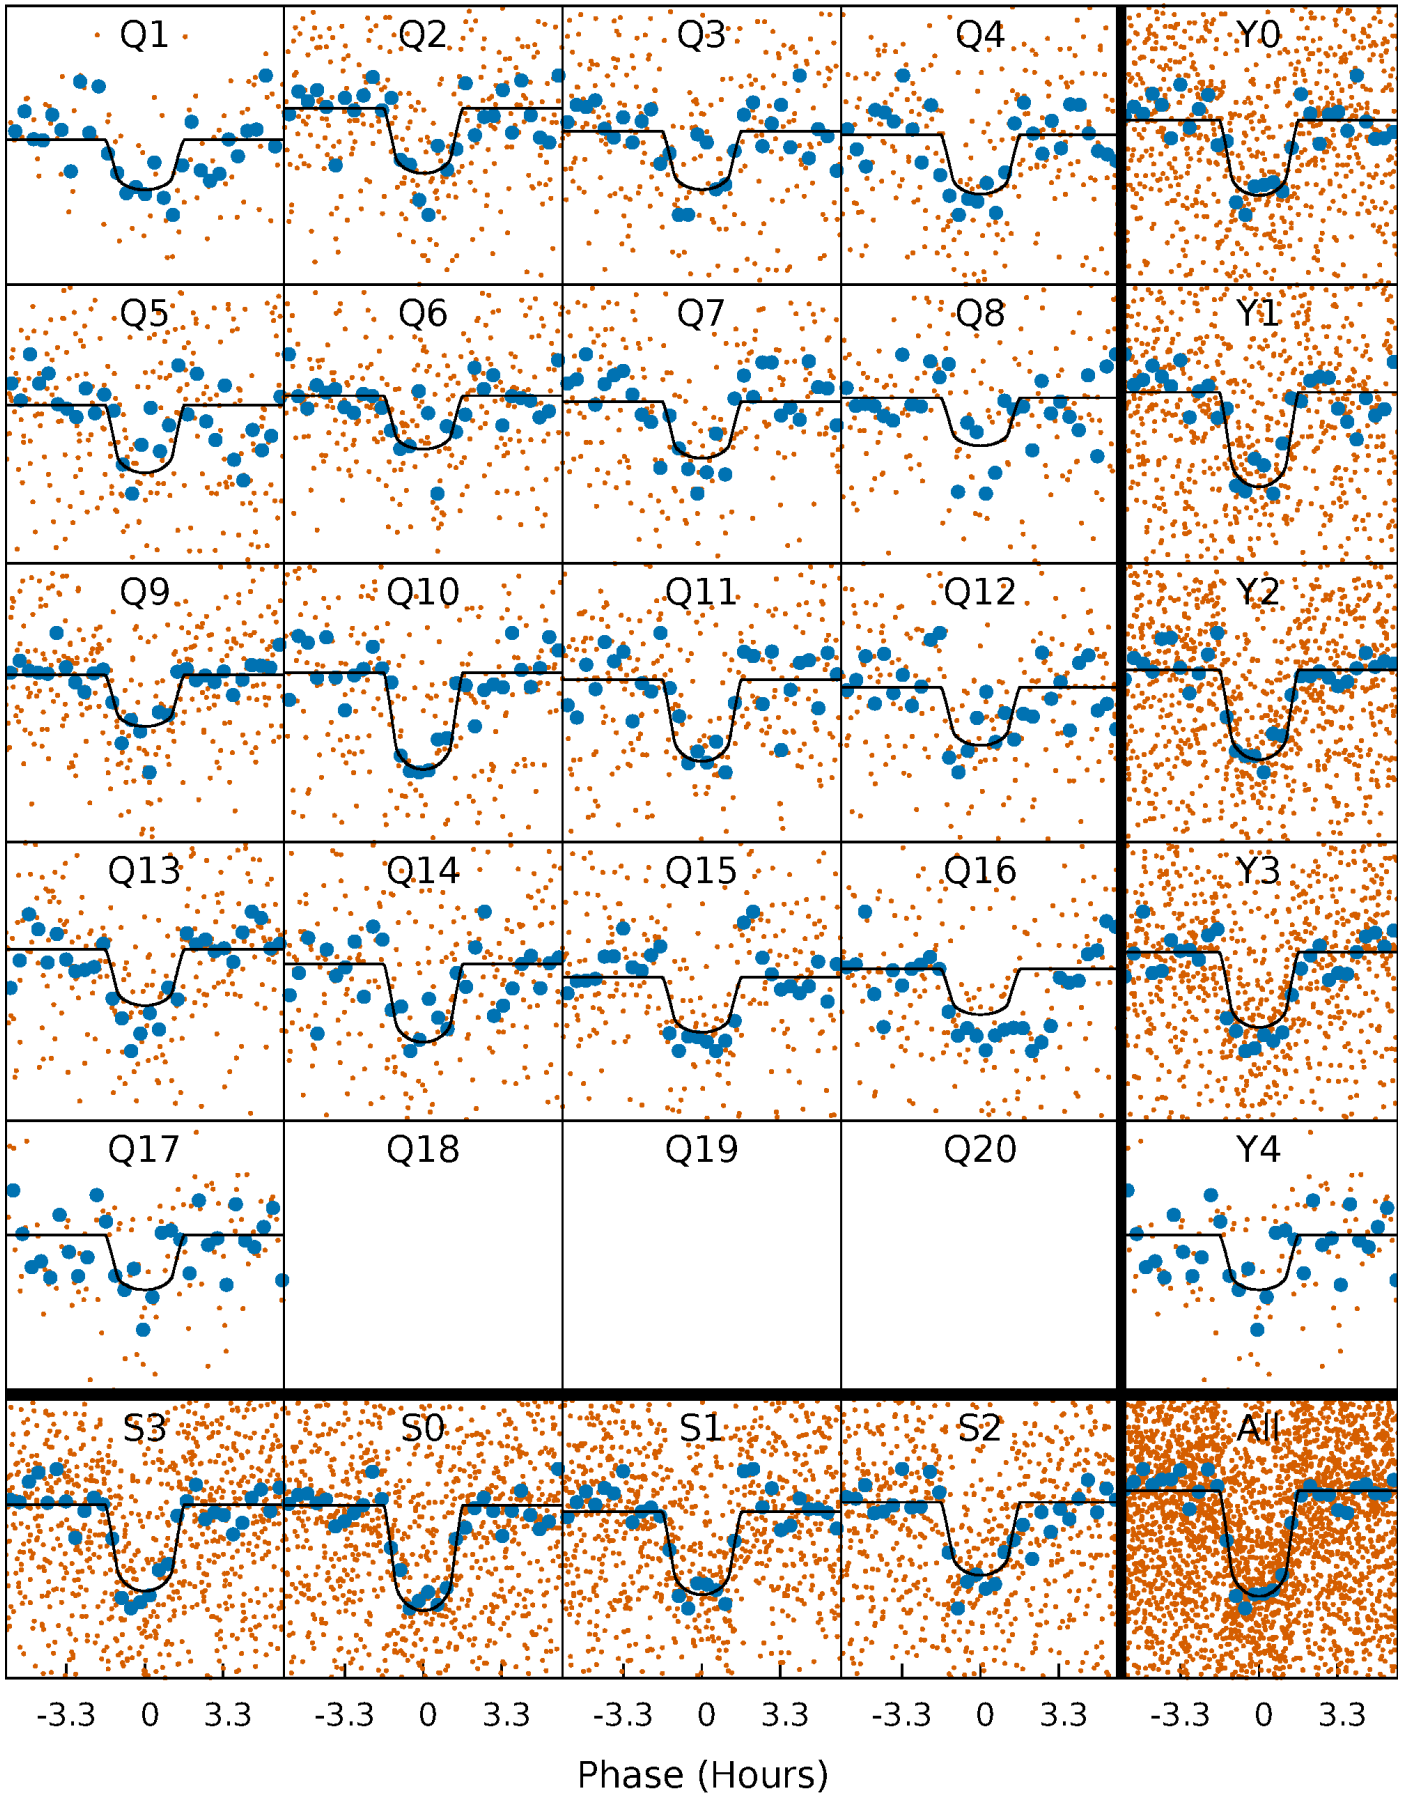 Q1 Q2 Q3 Q4 Y0
Q5 Q6 Q7 Q8 Y1
Q9 Q10 Q11 Q12 Y2
Q13 Q14 Q15 Q16 Y3
Q17 Q18 Q19 Q20 Y4
S3 S0 S1 S2 All
-3.3 0 3.3 -3.3 0 3.3 -3.3 0 3.3 -3.3 0 3.3 -3.3 0 3.3
Phase (Hours)